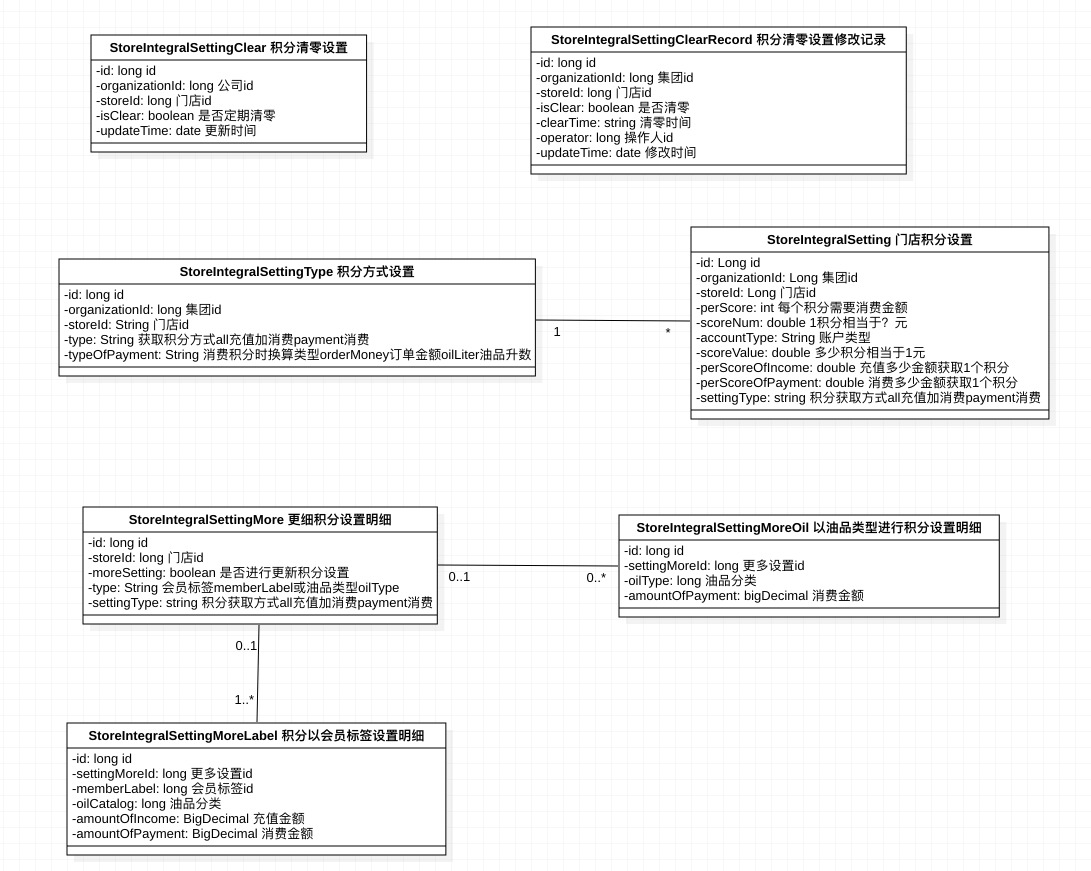 StoreIntegralSettingClear 积分清零设置
-id: long id
-organizationId: long 公司id
-storeId: long 门店id
-isClear: boolean 是否定期清零
-updateTime: date 更新时间
StoreIntegralSettingClearRecord 积分清零设置修改记录
-id: long id
-organizationId: long 集团id
-storeId: long 门店id
-isClear: boolean 是否清零
-clearTime: string 清零时间
-operator: long 操作人id
-updateTime: date 修改时间
StoreIntegralSettingType 积分方式设置
-id: long id
-organizationId: long 集团id
-storeId: String 门店id
-type: String 获取积分方式all充值加消费payment消费
-typeOfPayment: String 消费积分时换算类型orderMoney订单金额oilLiter油品升数
1
*
StoreIntegralSetting 门店积分设置
-id: Long id
-organizationId: Long 集团id
-storeId: Long 门店id
-perScore: int 每个积分需要消费金额
-scoreNum: double 1积分相当于？元
-accountType: String 账户类型
-scoreValue: double 多少积分相当于1元
-perScoreOfIncome: double 充值多少金额获取1个积分
-perScoreOfPayment: double 消费多少金额获取1个积分
-settingType: string 积分获取方式all充值加消费payment消费
StoreIntegralSettingMore 更细积分设置明细
-id: long id
-storeId: long 门店id
-moreSetting: boolean 是否进行更新积分设置
-type: String 会员标签memberLabel或油品类型oilType
-settingType: string 积分获取方式all充值加消费payment消费
0..1
0..*
StoreIntegralSettingMoreOil 以油品类型进行积分设置明细
-id: long id
-settingMoreId: long 更多设置id
-oilType: long 油品分类
-amountOfPayment: bigDecimal 消费金额
0..1
1..*
StoreIntegralSettingMoreLabel 积分以会员标签设置明细
-id: long id
-settingMoreId: long 更多设置id
-memberLabel: long 会员标签id
-oilCatalog: long 油品分类
-amountOfIncome: BigDecimal 充值金额
-amountOfPayment: BigDecimal 消费金额